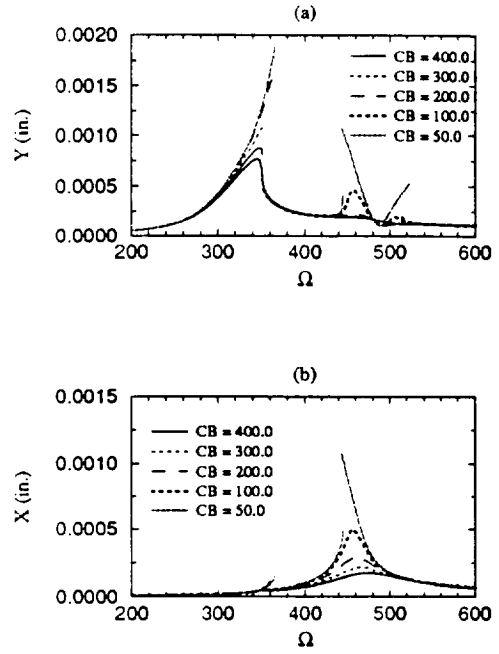 (a)
0.0020
0.0015
0.0010
0.0005
0.0000
Y (in.)
CB = 400.0
CB = 300.0
CB = 200.0
CB = 100.0
CB = 50.0
200 300 400 500 600
Ω
(b)
0.0015
0.0010
0.0005
0.0000
X (in.)
CB = 400.0
CB = 300.0
CB = 200.0
CB = 100.0
CB = 50.0
200 300 400 500 600
Ω